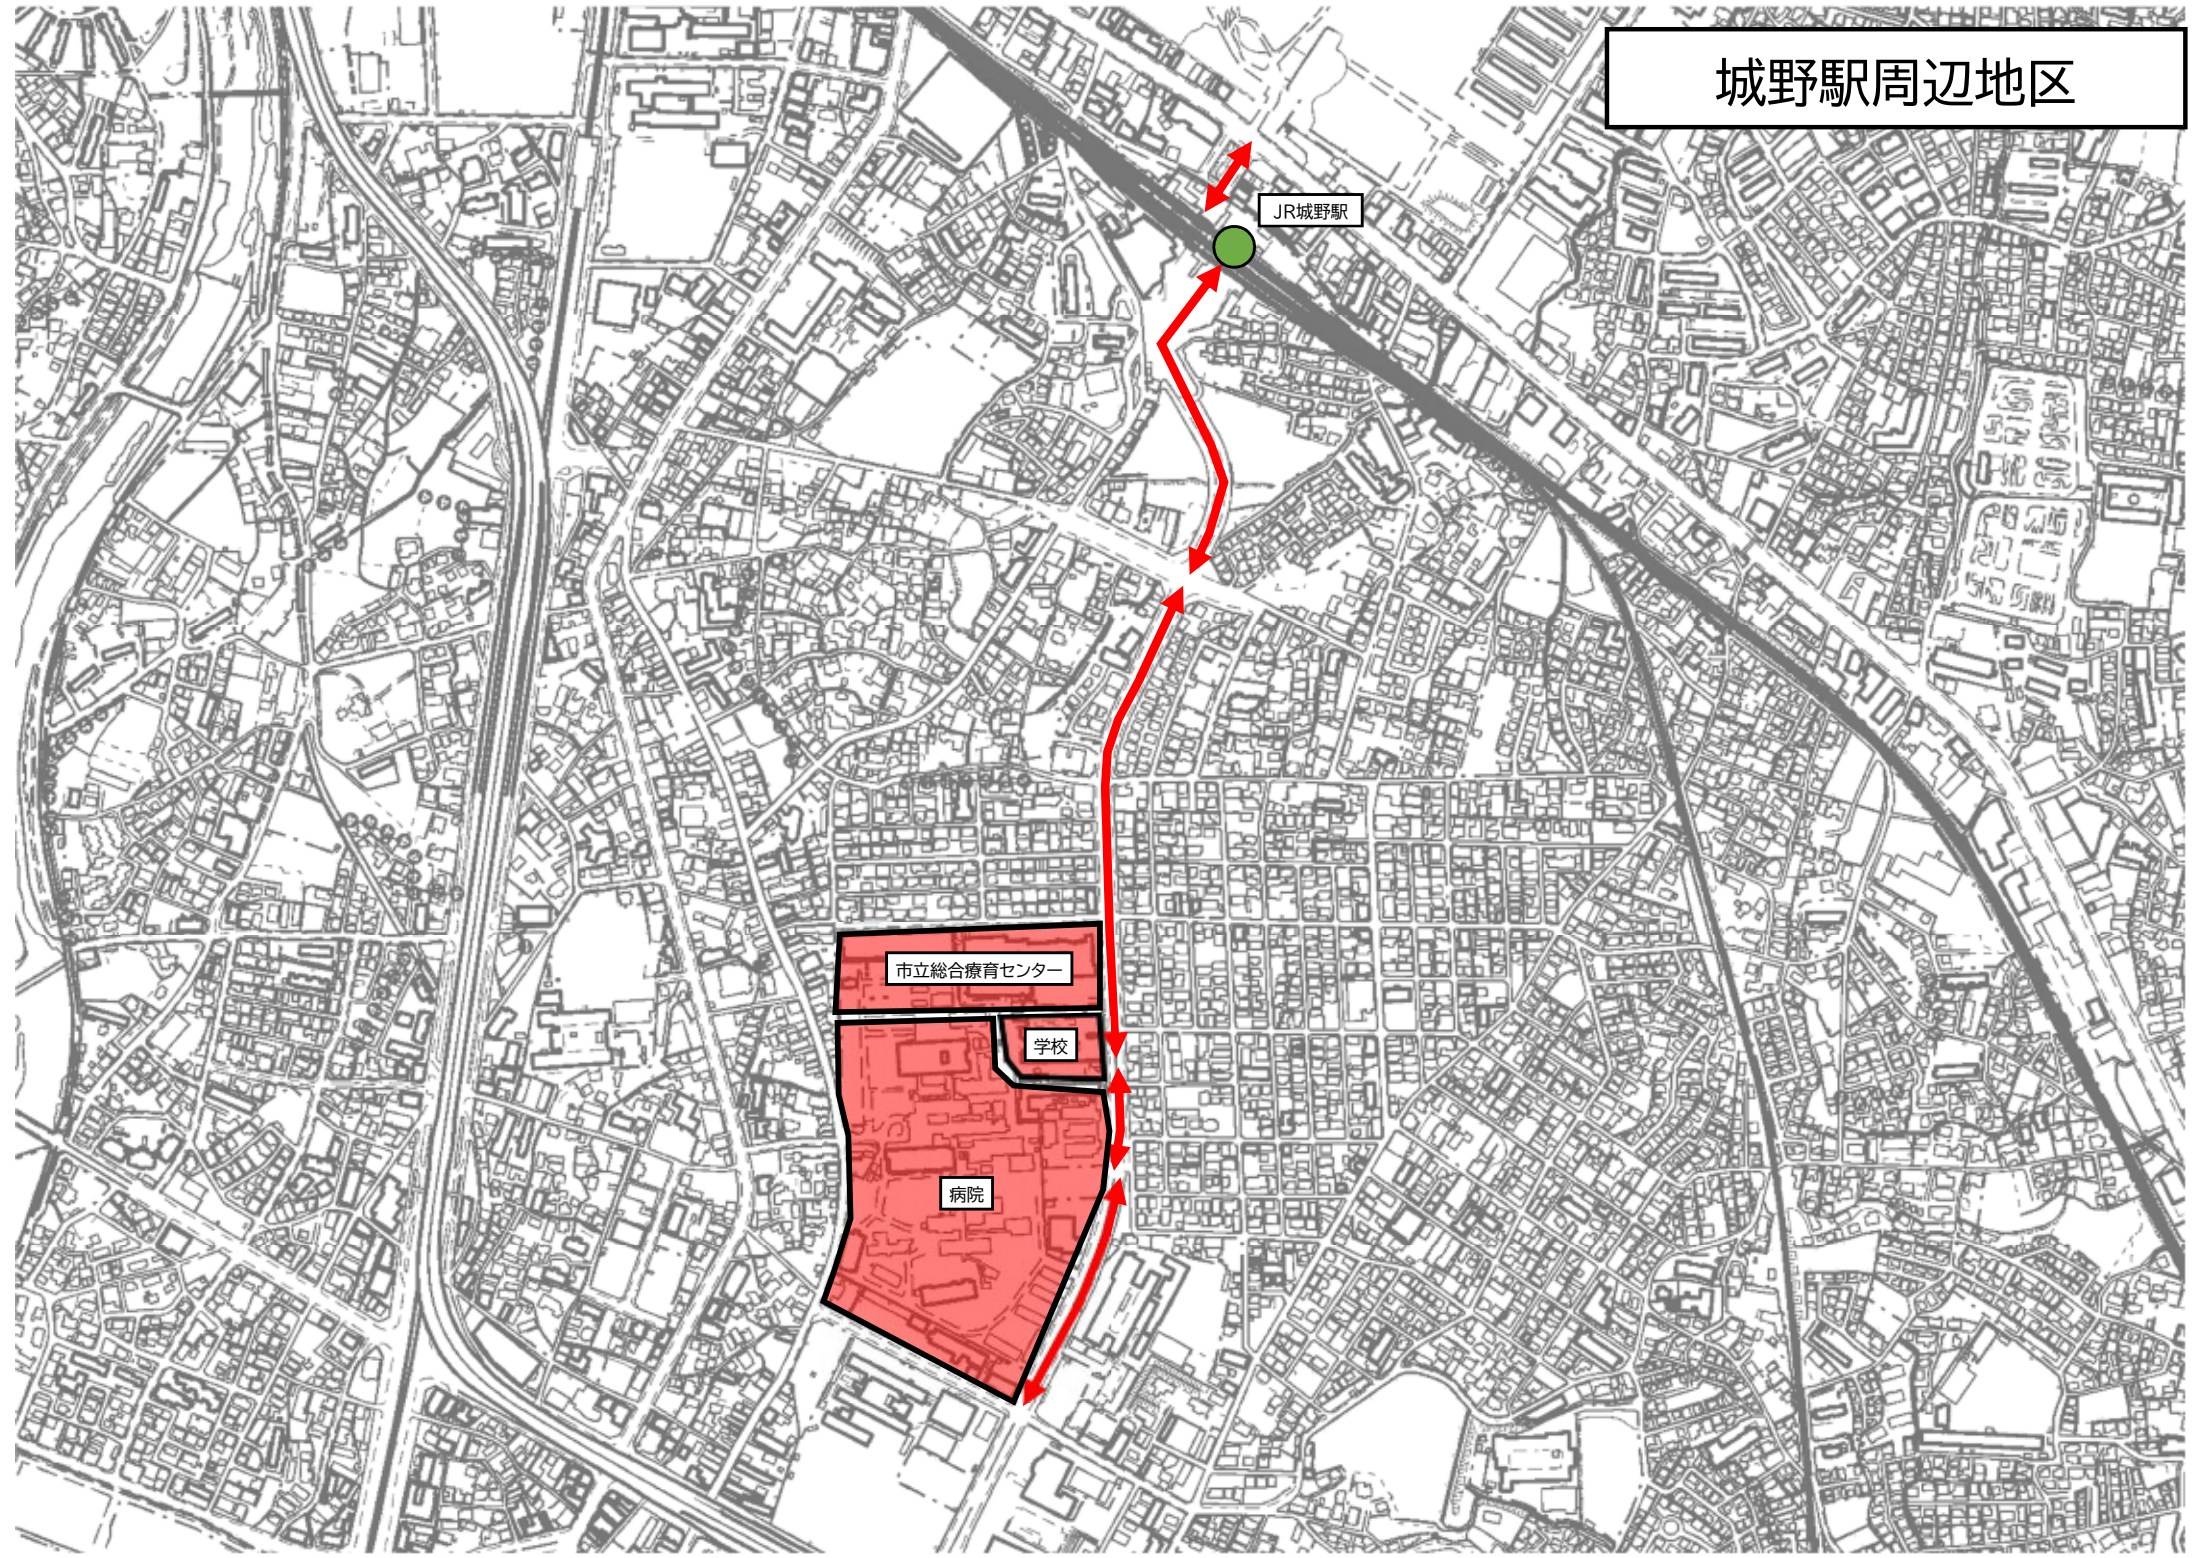 城野駅周辺地区
JR城野駅
市立総合療育センター
学校
病院